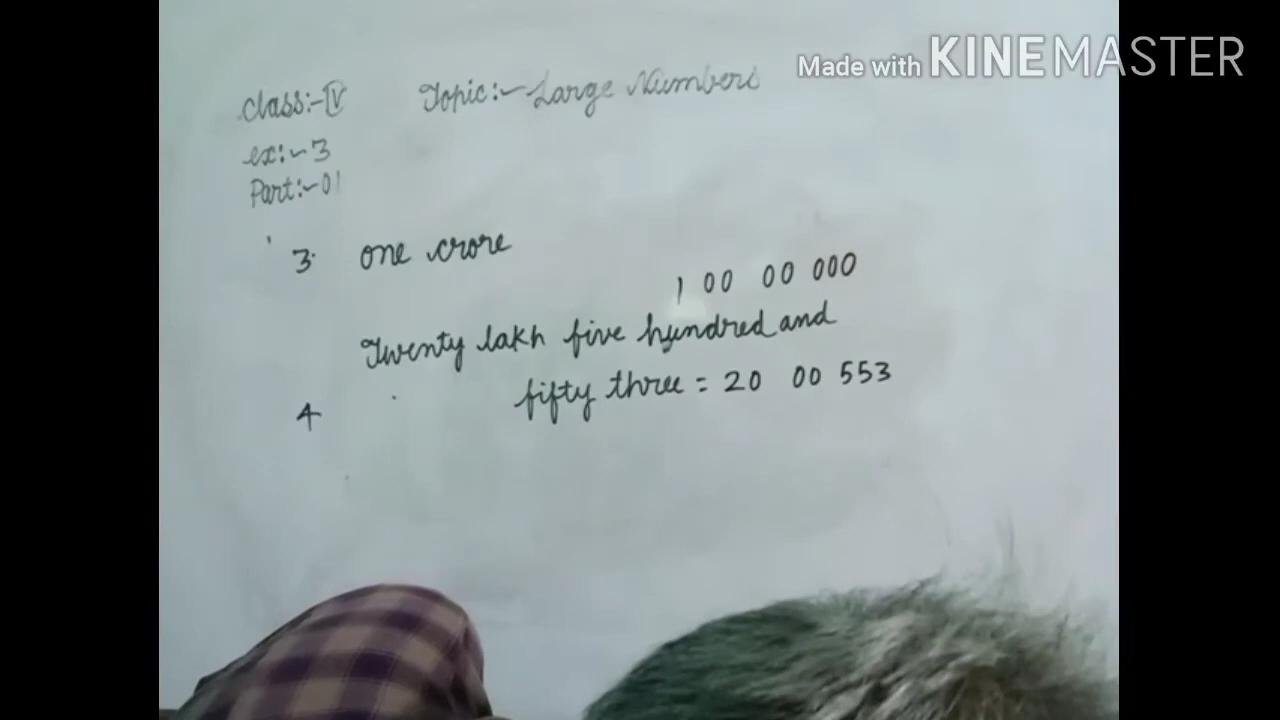 Made with KINEMASTER
Class:-IV Topic:- Large Numbers
ex:- 3
Part:- 01
3. one crore
1 00 00 000
Twenty lakh five hundred and
4 fifty three = 20 00 553